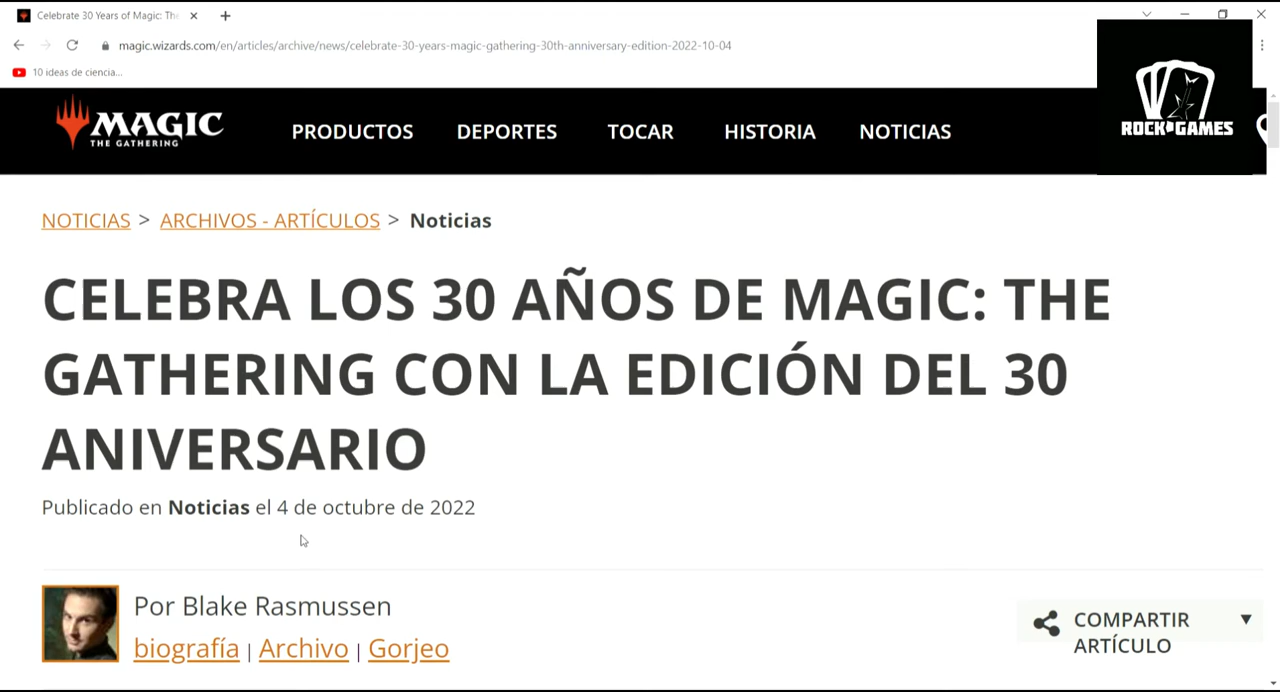 Celebrate 30 Years of Magic: Th
magic.wizards.com/en/articles/archive/news/celebrate-30-years-magic-gathering-30th-anniversary-edition-2022-10-04
10 ideas de ciencia...
ROCK GAMES
MAGIC
THE GATHERING
PRODUCTOS DEPORTES TOCAR HISTORIA NOTICIAS
NOTICIAS > ARCHIVOS - ARTÍCULOS > Noticias
CELEBRA LOS 30 AÑOS DE MAGIC: THE
GATHERING CON LA EDICIÓN DEL 30
ANIVERSARIO
Publicado en Noticias el 4 de octubre de 2022
Por Blake Rasmussen
biografía | Archivo | Gorjeo
COMPARTIR
ARTÍCULO